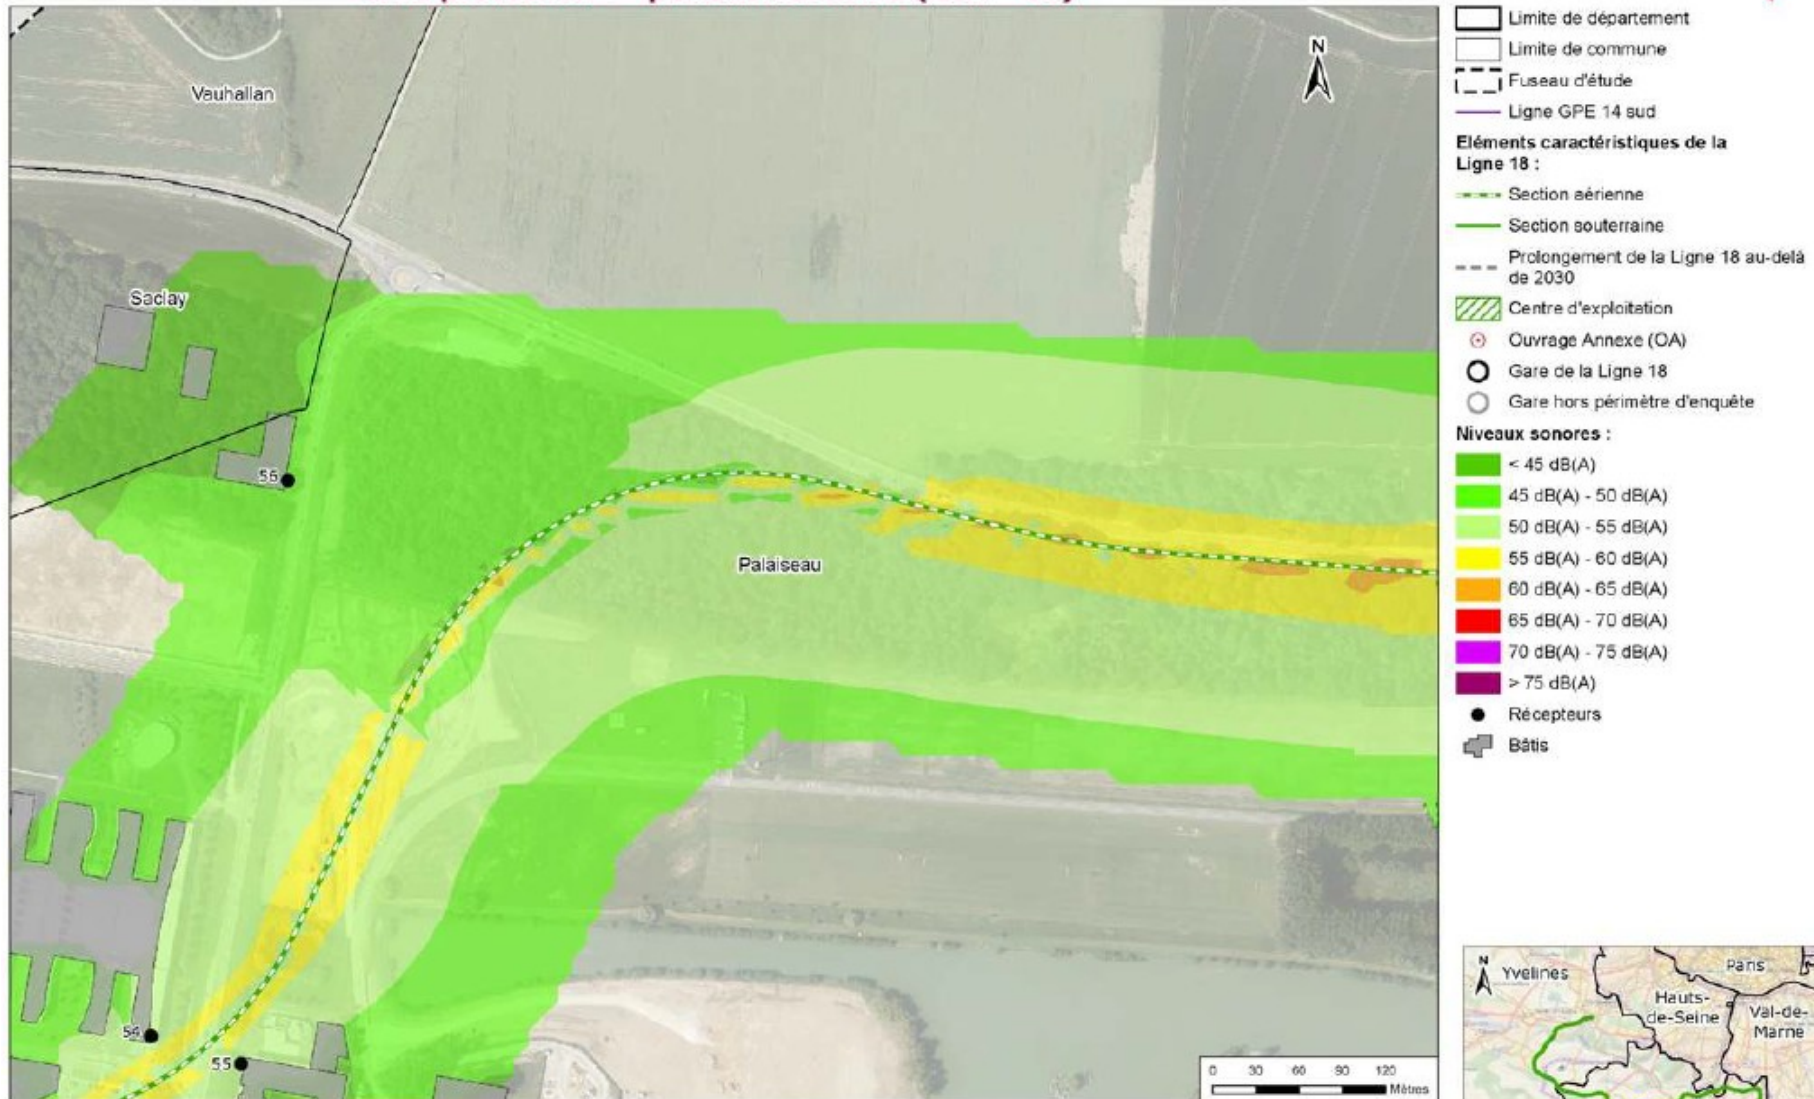 Vauhallan
Saclay
Palaiseau
56
54
55
N
0 30 60 90 120
Mètres
Limite de département
Limite de commune
Fuseau d'étude
Ligne GPE 14 sud
Eléments caractéristiques de la
Ligne 18 :
Section aérienne
Section souterraine
Prolongement de la Ligne 18 au-delà
de 2030
Centre d'exploitation
Ouvrage Annexe (OA)
Gare de la Ligne 18
Gare hors périmètre d'enquête
Niveaux sonores :
< 45 dB(A)
45 dB(A) - 50 dB(A)
50 dB(A) - 55 dB(A)
55 dB(A) - 60 dB(A)
60 dB(A) - 65 dB(A)
65 dB(A) - 70 dB(A)
70 dB(A) - 75 dB(A)
> 75 dB(A)
Récepteurs
Bâtis
N
Yvelines
Paris
Hauts-
de-Seine
Val-de-
Marne